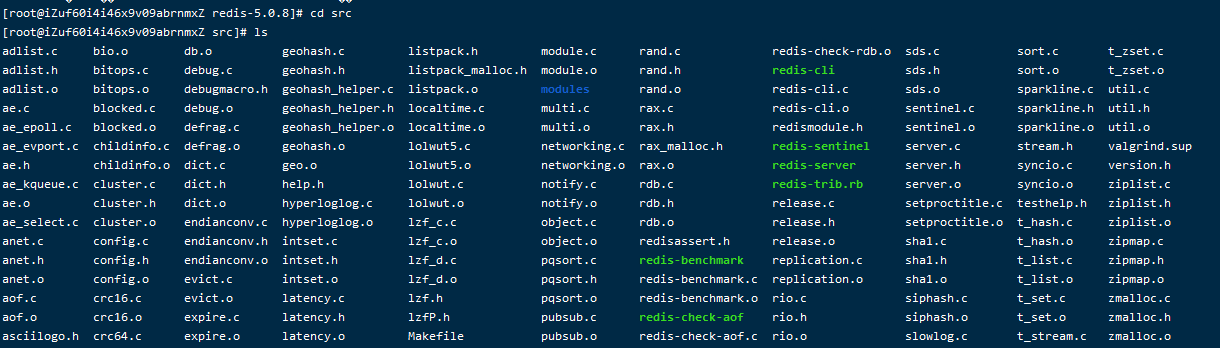 [root@iZuf60i4i46x9v09abrnmxZ redis-5.0.8]# cd src
[root@iZuf60i4i46x9v09abrnmxZ src]# ls
adlist.c bio.o db.o geohash.c listpack.h module.c rand.c redis-check-rdb.o sds.c sort.c t_zset.c
adlist.h bitops.c debug.c geohash.h listpack_malloc.h module.o rand.h redis-cli sds.h sort.o t_zset.o
adlist.o bitops.o debugmacro.h geohash_helper.c listpack.o modules rand.o redis-cli.c sds.o sparkline.c util.c
ae.c blocked.c debug.o geohash_helper.h localtime.c multi.c rax.c redis-cli.o sentinel.c sparkline.h util.h
ae_epoll.c blocked.o defrag.c geohash_helper.o localtime.o multi.o rax.h redismodule.h sentinel.o sparkline.o util.o
ae_evport.c childinfo.c defrag.o geohash.o lolwut5.c networking.c rax_malloc.h redis-sentinel server.c stream.h valgrind.sup
ae.h childinfo.o dict.c geo.o lolwut5.o networking.o rax.o redis-server server.h syncio.c version.h
ae_kqueue.c cluster.c dict.h help.h lolwut.c notify.c rdb.c redis-trib.rb server.o syncio.o ziplist.c
ae.o cluster.h dict.o hyperloglog.c lolwut.o notify.o rdb.h release.c setproctitle.c testhelp.h ziplist.h
ae_select.c cluster.o endianconv.c hyperloglog.o lzf_c.c object.c rdb.o release.h setproctitle.o t_hash.c ziplist.o
anet.c config.c endianconv.h intset.c lzf_c.o object.o redisassert.h release.o sha1.c t_hash.o zipmap.c
anet.h config.h endianconv.o intset.h lzf_d.c pqsort.c redis-benchmark replication.c sha1.h t_list.c zipmap.h
anet.o config.o evict.c intset.o lzf_d.o pqsort.h redis-benchmark.c replication.o sha1.o t_list.o zipmap.o
aof.c crc16.c evict.o latency.c lzf.h pqsort.o redis-benchmark.o rio.c siphash.c t_set.c zmalloc.c
aof.o crc16.o expire.c latency.h lzfP.h pubsub.c redis-check-aof rio.h siphash.o t_set.o zmalloc.h
asciilogo.h crc64.c expire.o latency.o Makefile pubsub.o redis-check-aof.c rio.o slowlog.c t_stream.c zmalloc.o